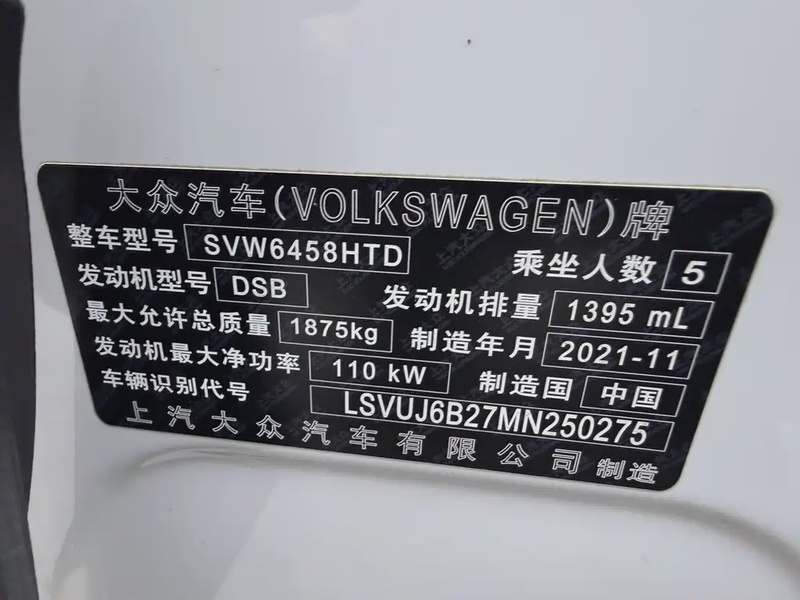 大众汽车(VOLKSWAGEN)牌
整车型号 SVW6458HTD 乘坐人数 5
发动机型号 DSB 发动机排量 1395 mL
最大允许总质量 1875kg 制造年月 2021-11
发动机最大净功率 110 kW 制造国 中国
车辆识别代号 LSVUJ6B27MN250275
上汽大众汽车有限公司 制造